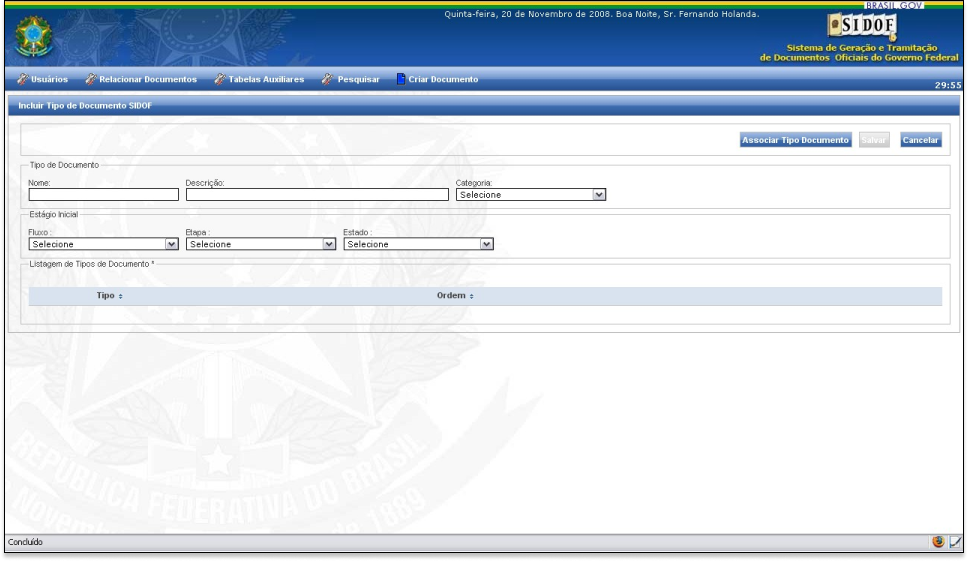 BRASIL.GOV
Quinta-feira, 20 de Novembro de 2008. Boa Noite, Sr. Fernando Holanda.
SIDOF
Sistema de Geração e Tramitação
de Documentos Oficiais do Governo Federal
Usuários Relacionar Documentos Tabelas Auxiliares Pesquisar Criar Documento
29:55
Incluir Tipo de Documento SIDOF
Associar Tipo Documento Salvar Cancelar
Tipo de Documento
Nome: Descrição: Categoria:
Selecione
Estágio Inicial
Fluxo : Etapa : Estado :
Selecione Selecione Selecione
Listagem de Tipos de Documento *
Tipo Ordem
REPÚBLICA FEDERATIVA DO BRASIL
Novembro de 1889
Concluído